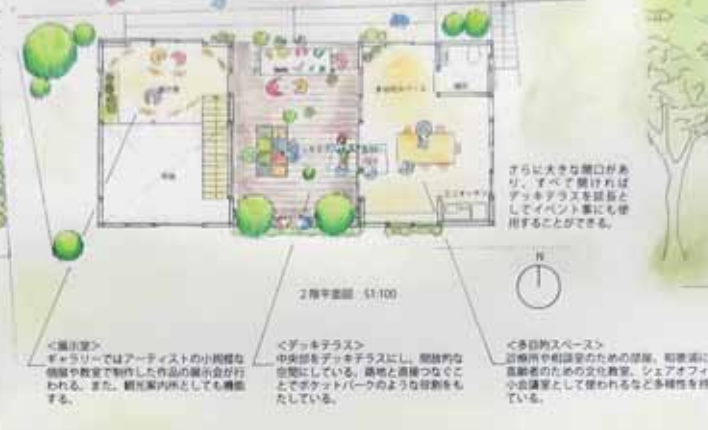 さらに大きな開口があ
り、すべて開ければ
デッキテラスを延長と
してイベント事にも使
用することができる。
N
2階平面図 S1:100
<展示室>
ギャラリーではアーティストの小規模な
個展や教室で制作した作品の展示会が行
われる。また、観光案内所としても機能
する。
<デッキテラス>
中央部をデッキテラスにし、開放的な
空間にしている。路地と直接つなぐこ
とでポケットパークのような役割をも
たしている。
<多目的スペース>
診療所や相談室のための部屋、和歌浦に
高齢者のための文化教室、シェアオフィ
小会議室として使われるなど多様性を持
ている。